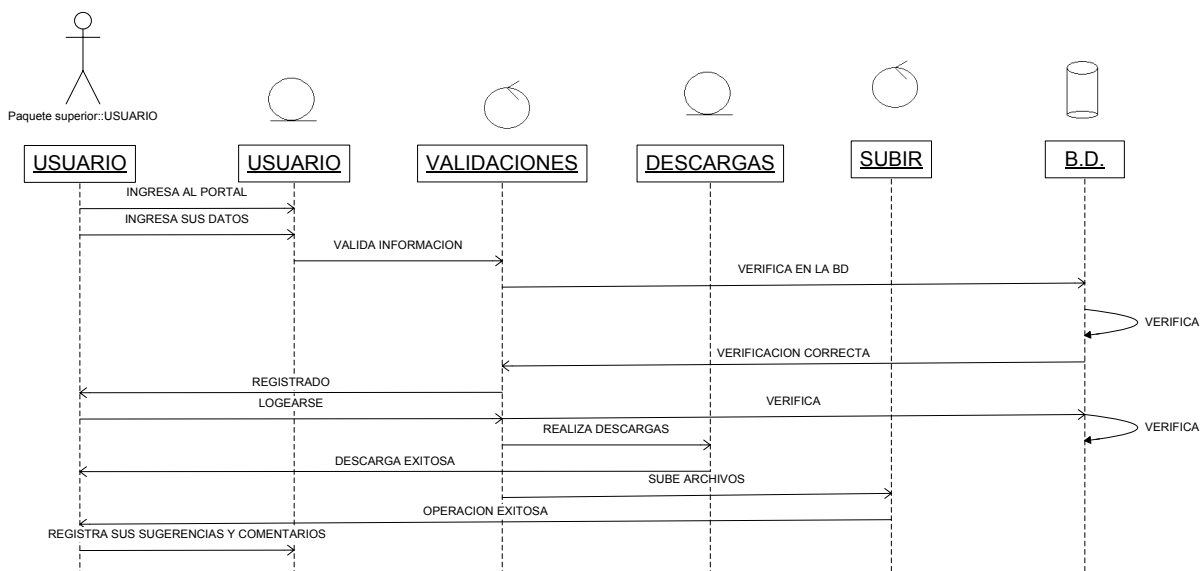 Paquete superior::USUARIO
USUARIO
USUARIO
VALIDACIONES
DESCARGAS
SUBIR
B.D.
INGRESA AL PORTAL
INGRESA SUS DATOS
VALIDA INFORMACION
VERIFICA EN LA BD
VERIFICA
VERIFICACION CORRECTA
REGISTRADO
LOGEARSE
VERIFICA
VERIFICA
REALIZA DESCARGAS
DESCARGA EXITOSA
SUBE ARCHIVOS
OPERACION EXITOSA
REGISTRA SUS SUGERENCIAS Y COMENTARIOS